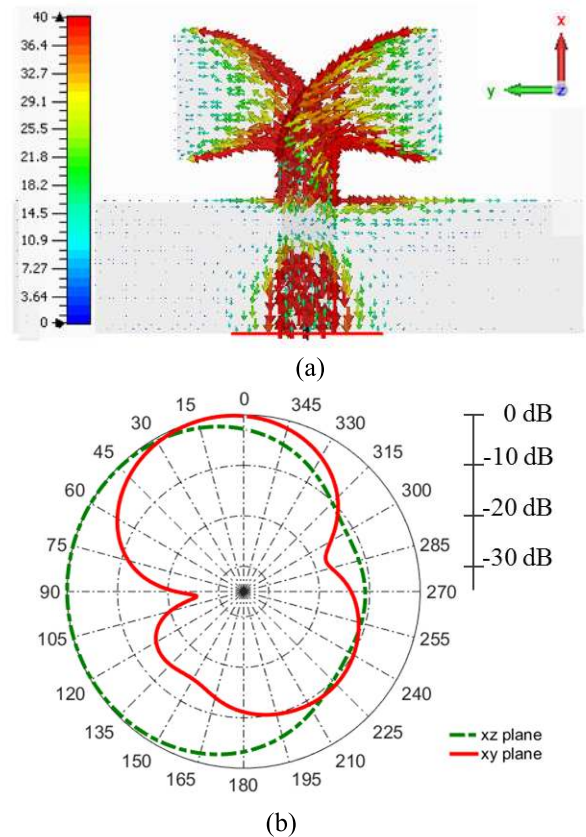 40
36.4
32.7
29.1
25.5
21.8
18.2
14.5
10.9
7.27
3.64
0
x
y
z
(a)
0
15 345
30 330
45 315
60 300
75 285
90 270
105 255
120 240
135 225
150 210
165 195
180
0 dB
-10 dB
-20 dB
-30 dB
xz plane
xy plane
(b)